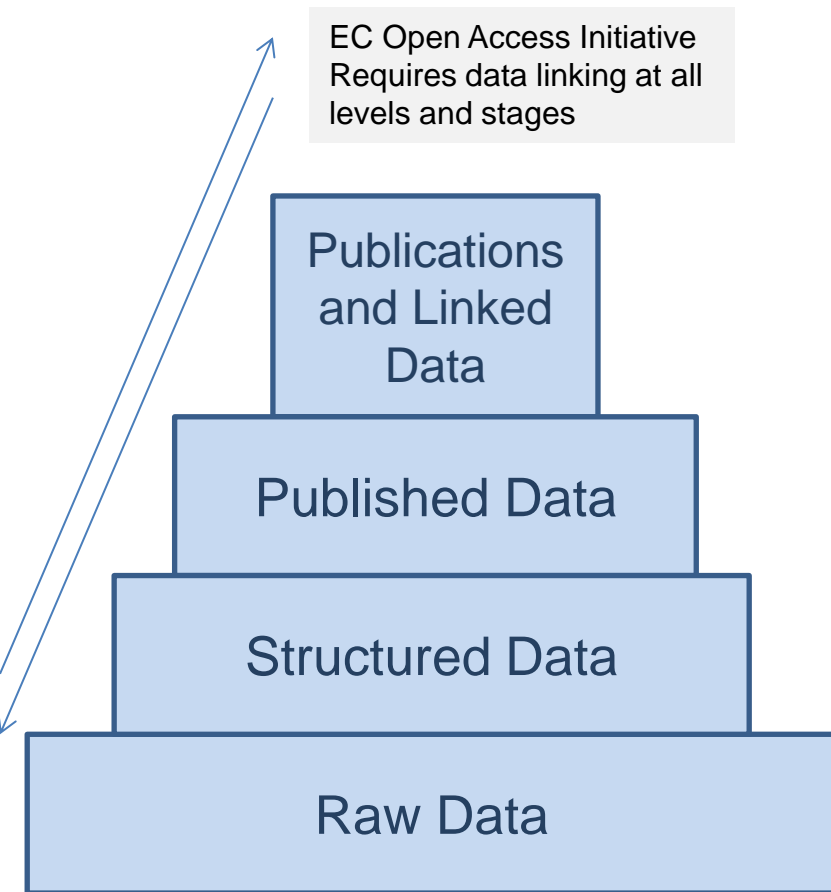 EC Open Access Initiative
Requires data linking at all
levels and stages
Publications
and Linked
Data
Published Data
Structured Data
Raw Data